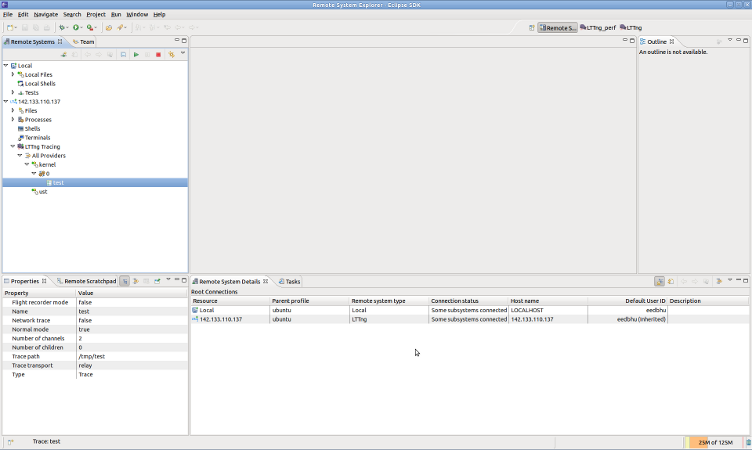 Remote System Explorer - Eclipse SDK
File Edit Navigate Search Project Run Window Help
Remote S... LTTng_perf LTTng
Remote Systems Team
Outline
An outline is not available.
Local
Local Files
Local Shells
Tests
142.133.110.137
Files
Processes
Shells
Terminals
LTTng Tracing
All Providers
kernel
0
test
ust
Properties Remote Scratchpad
Property Value
Flight recorder mode false
Name test
Network trace false
Normal mode true
Number of channels 2
Number of children 0
Trace path /tmp/test
Trace transport relay
Type Trace
Remote System Details Tasks
Root Connections
Resource Parent profile Remote system type Connection status Host name Default User ID Description
Local ubuntu Local Some subsystems connected LOCALHOST eedbhu
142.133.110.137 ubuntu LTTng Some subsystems connected 142.133.110.137 eedbhu (Inherited)
Trace: test
25M of 125M